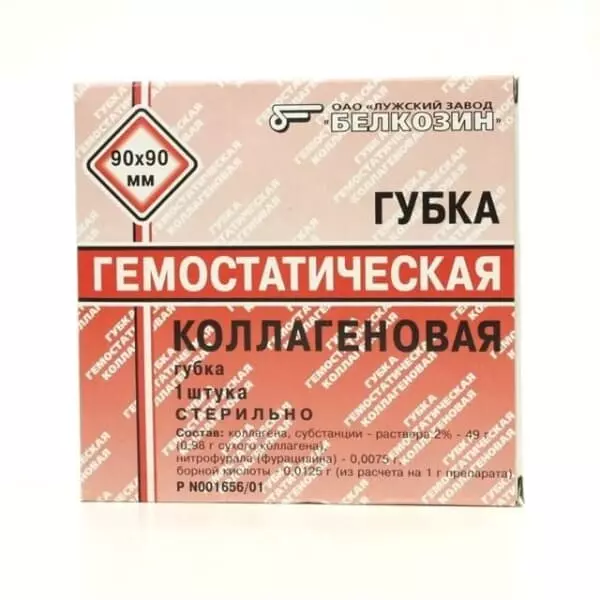 ОАО «ЛУЖСКИЙ ЗАВОД
"БЕЛКОЗИН"
90x90
мм
ГУБКА
ГЕМОСТАТИЧЕСКАЯ
КОЛЛАГЕНОВАЯ
губка
1 штука
СТЕРИЛЬНО
Состав: коллагена, субстанции - раствора 2% - 49 г
(0,98 г сухого коллагена),
нитрофурала (фурацилина) - 0,0075 г,
борной кислоты - 0,0125 г (из расчета на 1 г препарата)
Р N001656/01